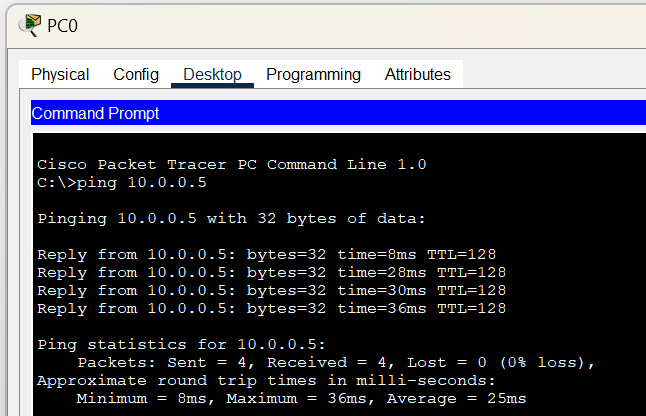 PC0
Physical Config Desktop Programming Attributes
Command Prompt
Cisco Packet Tracer PC Command Line 1.0
C:\>ping 10.0.0.5
Pinging 10.0.0.5 with 32 bytes of data:
Reply from 10.0.0.5: bytes=32 time=8ms TTL=128
Reply from 10.0.0.5: bytes=32 time=28ms TTL=128
Reply from 10.0.0.5: bytes=32 time=30ms TTL=128
Reply from 10.0.0.5: bytes=32 time=36ms TTL=128
Ping statistics for 10.0.0.5:
Packets: Sent = 4, Received = 4, Lost = 0 (0% loss),
Approximate round trip times in milli-seconds:
Minimum = 8ms, Maximum = 36ms, Average = 25ms